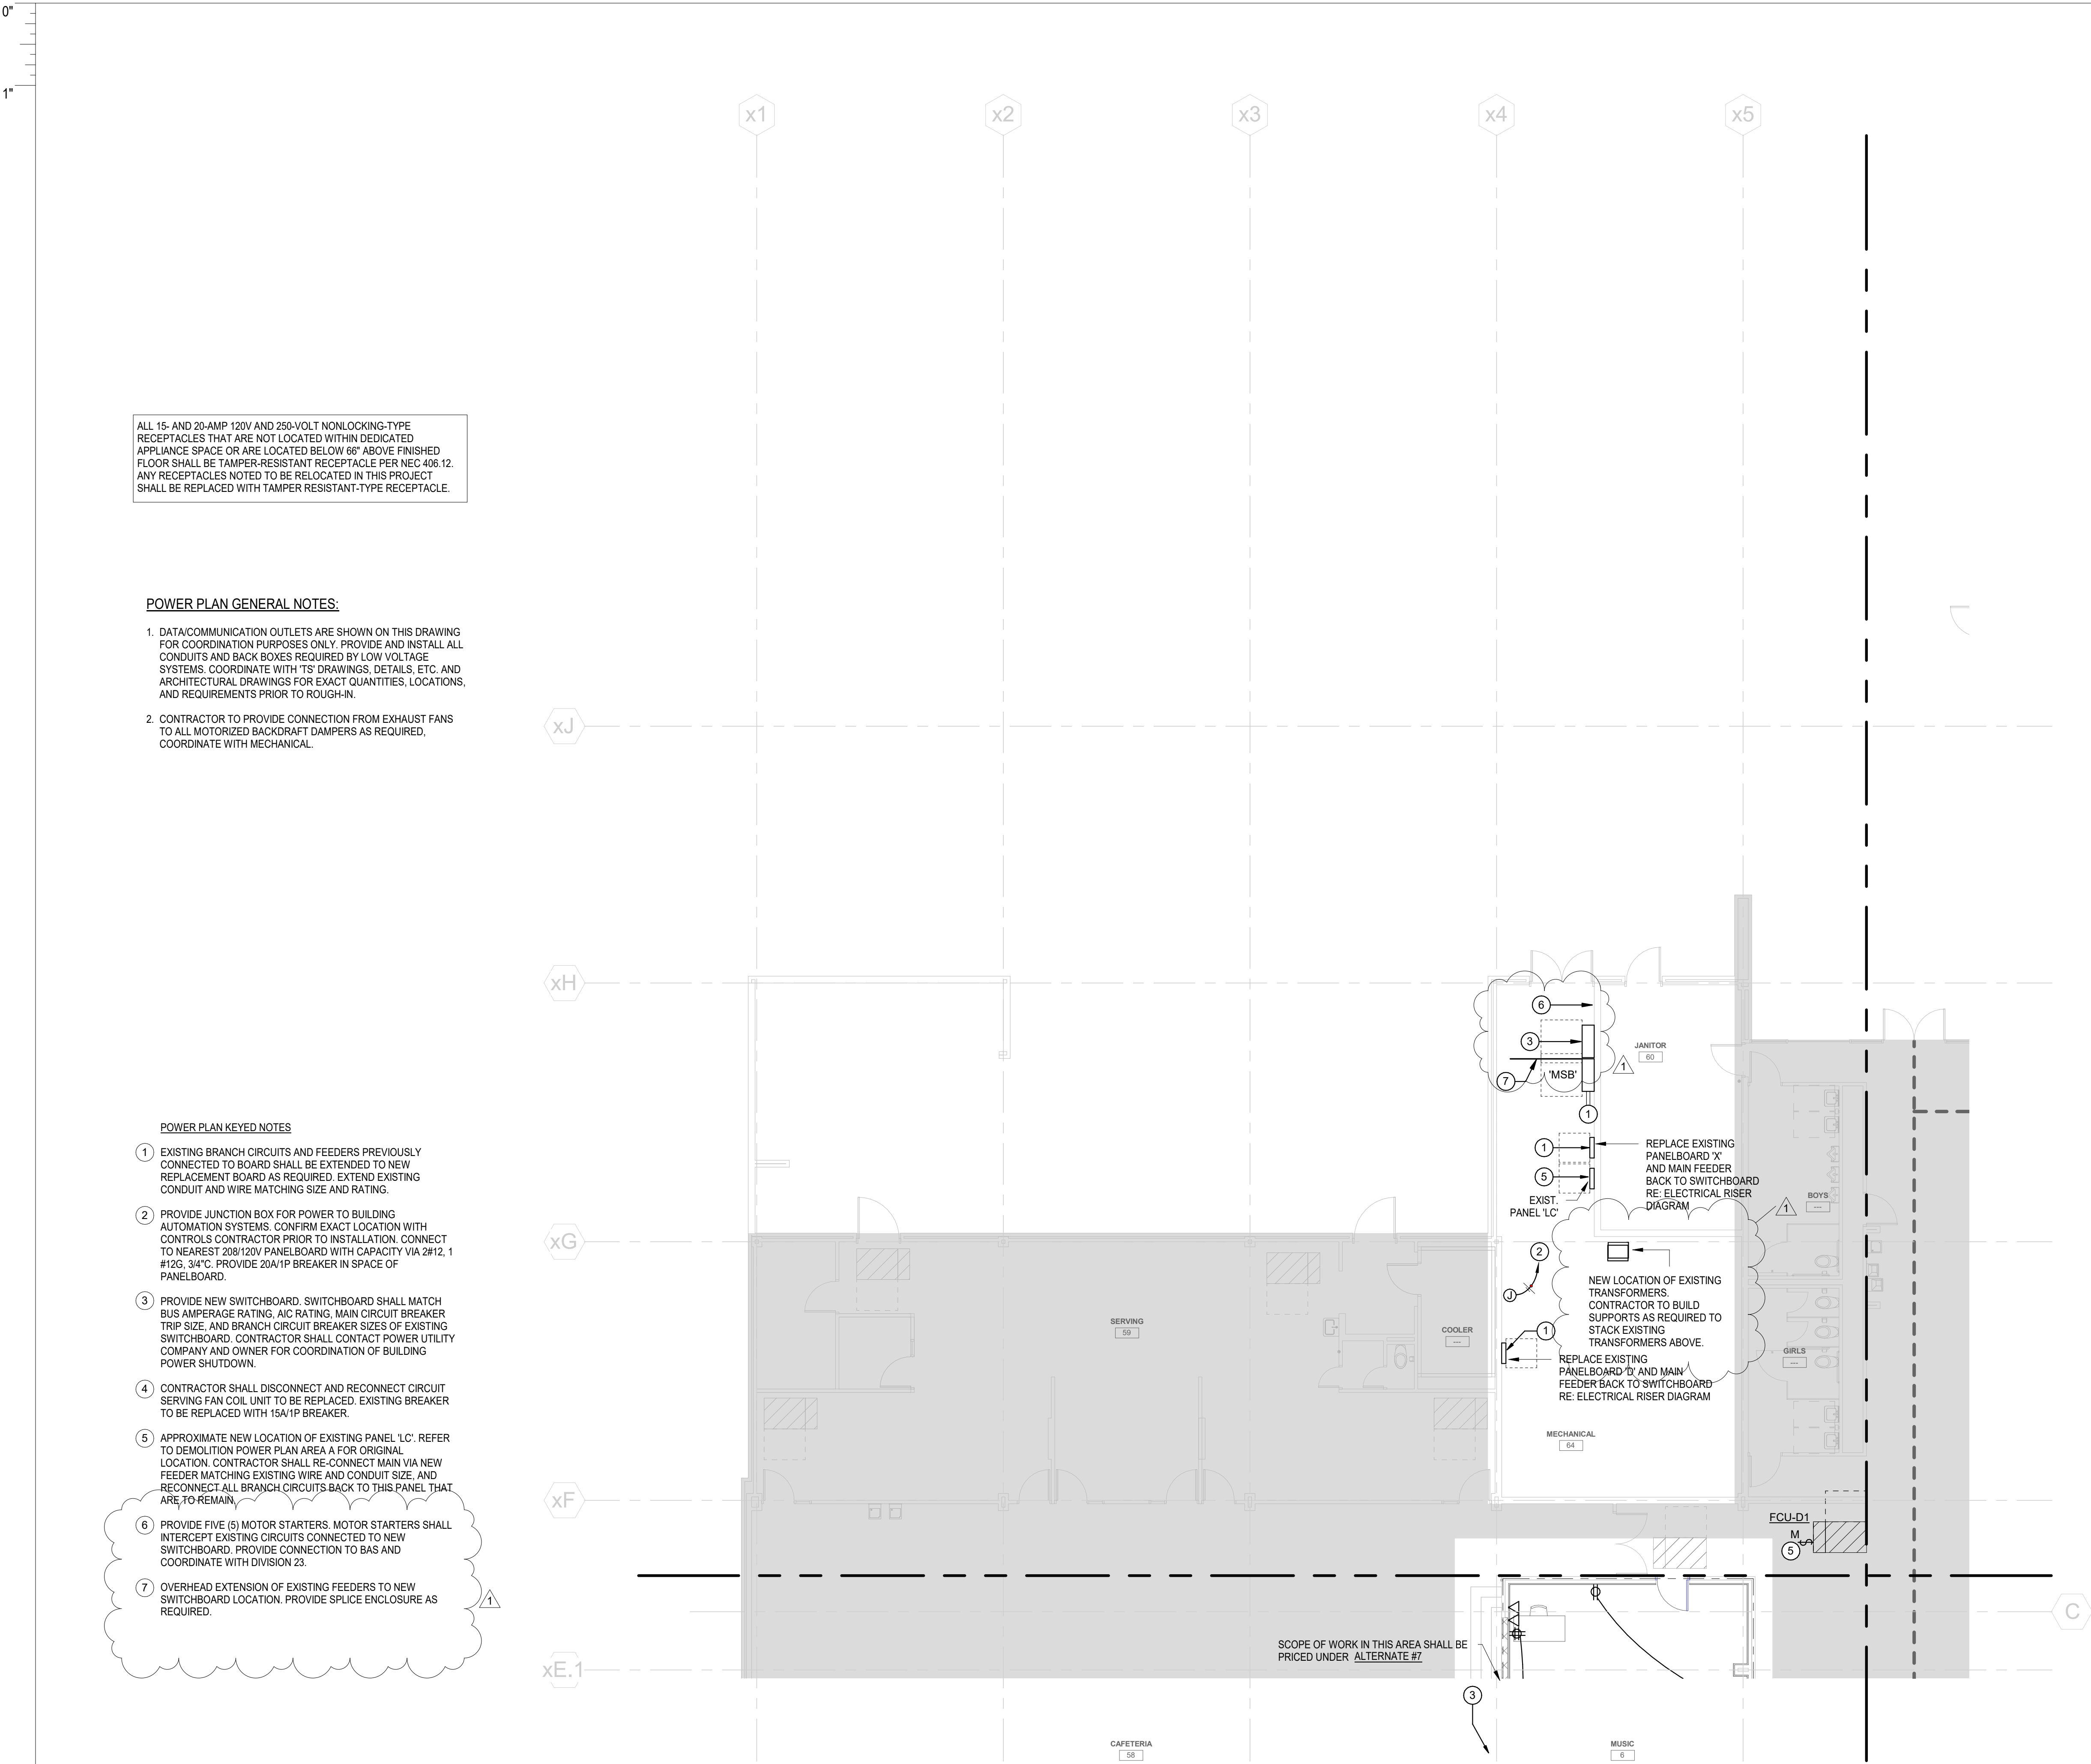 0"
1"
x1
x2
x3
x4
x5
ALL 15- AND 20-AMP 120V AND 250-VOLT NONLOCKING-TYPE
RECEPTACLES THAT ARE NOT LOCATED WITHIN DEDICATED
APPLIANCE SPACE OR ARE LOCATED BELOW 66" ABOVE FINISHED
FLOOR SHALL BE TAMPER-RESISTANT RECEPTACLE PER NEC 406.12.
ANY RECEPTACLES NOTED TO BE RELOCATED IN THIS PROJECT
SHALL BE REPLACED WITH TAMPER RESISTANT-TYPE RECEPTACLE.
POWER PLAN GENERAL NOTES:
1. DATA/COMMUNICATION OUTLETS ARE SHOWN ON THIS DRAWING
FOR COORDINATION PURPOSES ONLY. PROVIDE AND INSTALL ALL
CONDUITS AND BACK BOXES REQUIRED BY LOW VOLTAGE
SYSTEMS. COORDINATE WITH 'TS' DRAWINGS, DETAILS, ETC. AND
ARCHITECTURAL DRAWINGS FOR EXACT QUANTITIES, LOCATIONS,
AND REQUIREMENTS PRIOR TO ROUGH-IN.
2. CONTRACTOR TO PROVIDE CONNECTION FROM EXHAUST FANS
TO ALL MOTORIZED BACKDRAFT DAMPERS AS REQUIRED,
COORDINATE WITH MECHANICAL.
POWER PLAN KEYED NOTES
1 EXISTING BRANCH CIRCUITS AND FEEDERS PREVIOUSLY
CONNECTED TO BOARD SHALL BE EXTENDED TO NEW
REPLACEMENT BOARD AS REQUIRED. EXTEND EXISTING
CONDUIT AND WIRE MATCHING SIZE AND RATING.
2 PROVIDE JUNCTION BOX FOR POWER TO BUILDING
AUTOMATION SYSTEMS. CONFIRM EXACT LOCATION WITH
CONTROLS CONTRACTOR PRIOR TO INSTALLATION. CONNECT
TO NEAREST 208/120V PANELBOARD WITH CAPACITY VIA 2#12, 1
#12G, 3/4"C. PROVIDE 20A/1P BREAKER IN SPACE OF
PANELBOARD.
3 PROVIDE NEW SWITCHBOARD. SWITCHBOARD SHALL MATCH
BUS AMPERAGE RATING, AIC RATING, MAIN CIRCUIT BREAKER
TRIP SIZE, AND BRANCH CIRCUIT BREAKER SIZES OF EXISTING
SWITCHBOARD. CONTRACTOR SHALL CONTACT POWER UTILITY
COMPANY AND OWNER FOR COORDINATION OF BUILDING
POWER SHUTDOWN.
4 CONTRACTOR SHALL DISCONNECT AND RECONNECT CIRCUIT
SERVING FAN COIL UNIT TO BE REPLACED. EXISTING BREAKER
TO BE REPLACED WITH 15A/1P BREAKER.
5 APPROXIMATE NEW LOCATION OF EXISTING PANEL 'LC'. REFER
TO DEMOLITION POWER PLAN AREA A FOR ORIGINAL
LOCATION. CONTRACTOR SHALL RE-CONNECT MAIN VIA NEW
FEEDER MATCHING EXISTING WIRE AND CONDUIT SIZE, AND
RECONNECT ALL BRANCH CIRCUITS BACK TO THIS PANEL THAT
ARE TO REMAIN.
6 PROVIDE FIVE (5) MOTOR STARTERS. MOTOR STARTERS SHALL
INTERCEPT EXISTING CIRCUITS CONNECTED TO NEW
SWITCHBOARD. PROVIDE CONNECTION TO BAS AND
COORDINATE WITH DIVISION 23.
7 OVERHEAD EXTENSION OF EXISTING FEEDERS TO NEW
SWITCHBOARD LOCATION. PROVIDE SPLICE ENCLOSURE AS
REQUIRED.
1
xJ
xH
xG
xF
xE.1
C
6
3
7
'MSB'
1
1
JANITOR
60
1
5
EXIST.
PANEL 'LC'
REPLACE EXISTING
PANELBOARD 'X'
AND MAIN FEEDER
BACK TO SWITCHBOARD
RE: ELECTRICAL RISER
DIAGRAM
1
BOYS
---
2
J
NEW LOCATION OF EXISTING
TRANSFORMERS.
CONTRACTOR TO BUILD
SUPPORTS AS REQUIRED TO
STACK EXISTING
TRANSFORMERS ABOVE.
1
REPLACE EXISTING
PANELBOARD 'D' AND MAIN
FEEDER BACK TO SWITCHBOARD
RE: ELECTRICAL RISER DIAGRAM
SERVING
59
COOLER
---
GIRLS
---
MECHANICAL
64
FCU-D1
M
$
5
SCOPE OF WORK IN THIS AREA SHALL BE
PRICED UNDER ALTERNATE #7
3
CAFETERIA
58
MUSIC
6